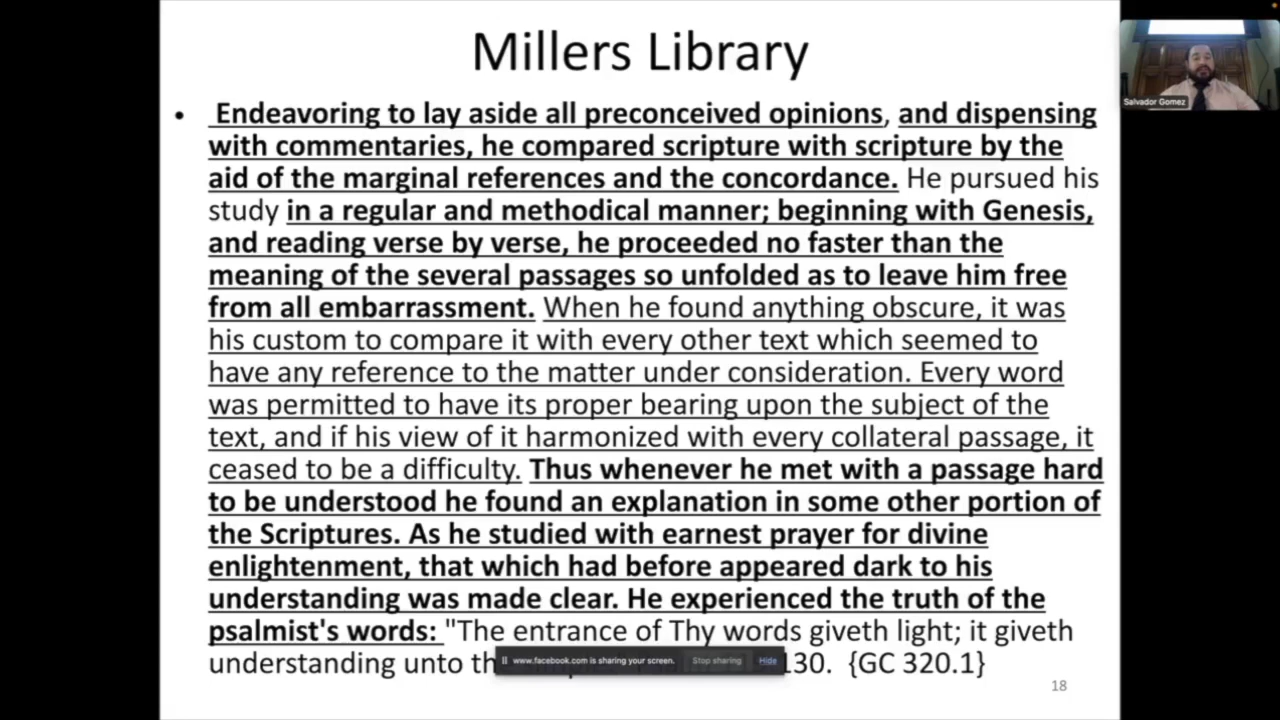 Millers Library
• Endeavoring to lay aside all preconceived opinions, and dispensing
with commentaries, he compared scripture with scripture by the
aid of the marginal references and the concordance. He pursued his
study in a regular and methodical manner; beginning with Genesis,
and reading verse by verse, he proceeded no faster than the
meaning of the several passages so unfolded as to leave him free
from all embarrassment. When he found anything obscure, it was
his custom to compare it with every other text which seemed to
have any reference to the matter under consideration. Every word
was permitted to have its proper bearing upon the subject of the
text, and if his view of it harmonized with every collateral passage, it
ceased to be a difficulty. Thus whenever he met with a passage hard
to be understood he found an explanation in some other portion of
the Scriptures. As he studied with earnest prayer for divine
enlightenment, that which had before appeared dark to his
understanding was made clear. He experienced the truth of the
psalmist's words: "The entrance of Thy words giveth light; it giveth
understanding unto 130. {GC 320.1}
www.facebook.com is sharing your screen. Stop sharing Hide
18
Salvador Gomez